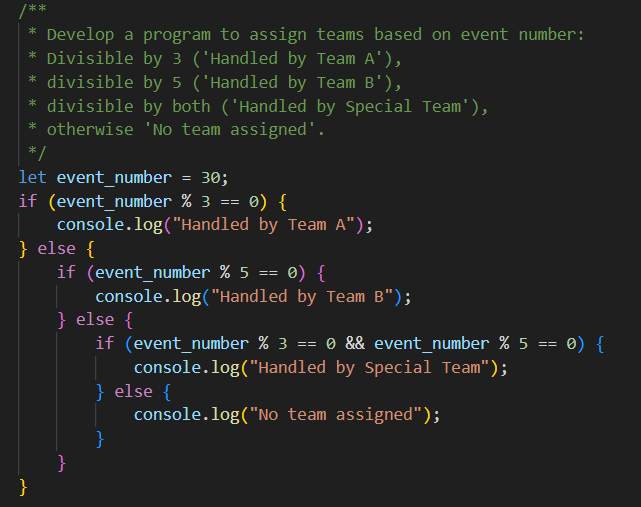 /**
 * Develop a program to assign teams based on event number:
 * Divisible by 3 ('Handled by Team A'),
 * divisible by 5 ('Handled by Team B'),
 * divisible by both ('Handled by Special Team'),
 * otherwise 'No team assigned'.
 */
let event_number = 30;
if (event_number % 3 == 0) {
    console.log("Handled by Team A");
} else {
    if (event_number % 5 == 0) {
        console.log("Handled by Team B");
    } else {
        if (event_number % 3 == 0 && event_number % 5 == 0) {
            console.log("Handled by Special Team");
        } else {
            console.log("No team assigned");
        }
    }
}